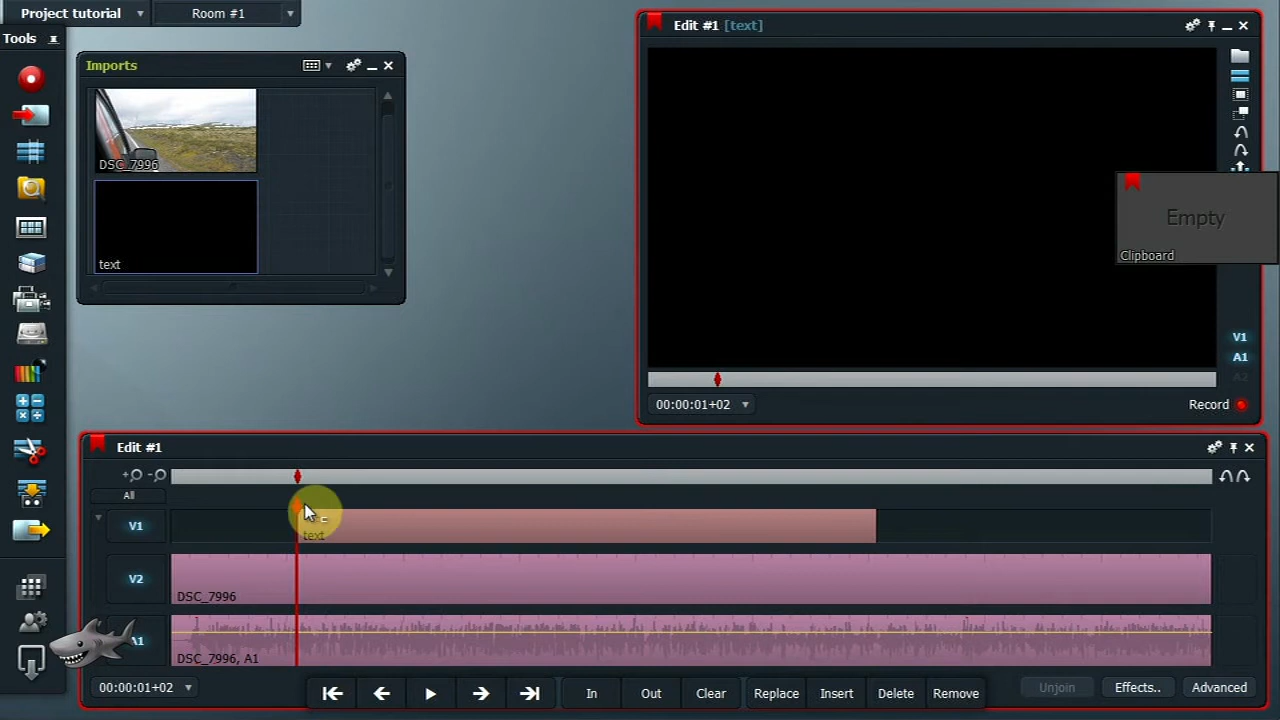 Project tutorial
Room #1
Tools
Imports
DSC_7996
text
Edit #1 [text]
Empty
Clipboard
V1
A1
A2
00:00:01+02
Record
Edit #1
All
V1
text
V2
DSC_7996
A1
DSC_7996, A1
00:00:01+02
In
Out
Clear
Replace
Insert
Delete
Remove
Unjoin
Effects..
Advanced